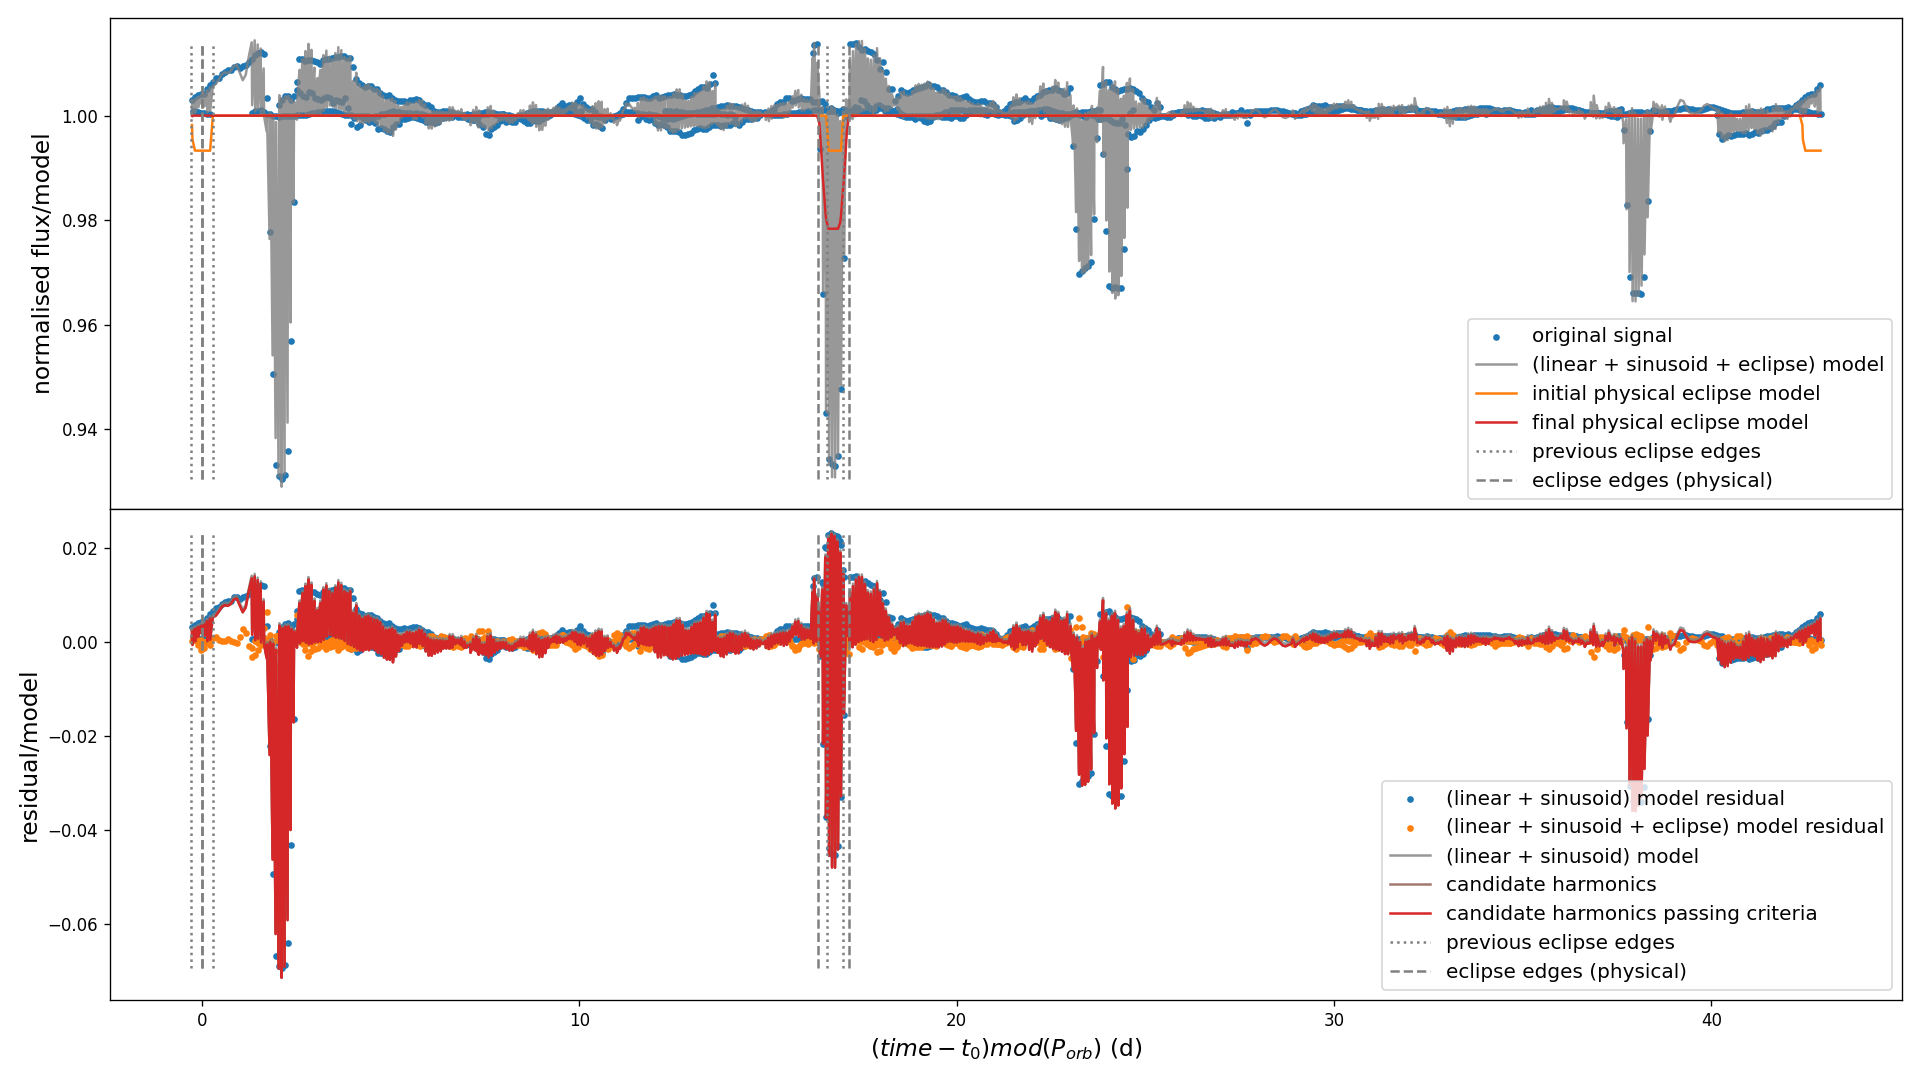 normalised flux/model
1.00
0.98
0.96
0.94
original signal
(linear + sinusoid + eclipse) model
initial physical eclipse model
final physical eclipse model
previous eclipse edges
eclipse edges (physical)
residual/model
0.02
0.00
−0.02
−0.04
−0.06
(linear + sinusoid) model residual
(linear + sinusoid + eclipse) model residual
(linear + sinusoid) model
candidate harmonics
candidate harmonics passing criteria
previous eclipse edges
eclipse edges (physical)
0 10 20 30 40
(time − t₀)mod(P_orb) (d)